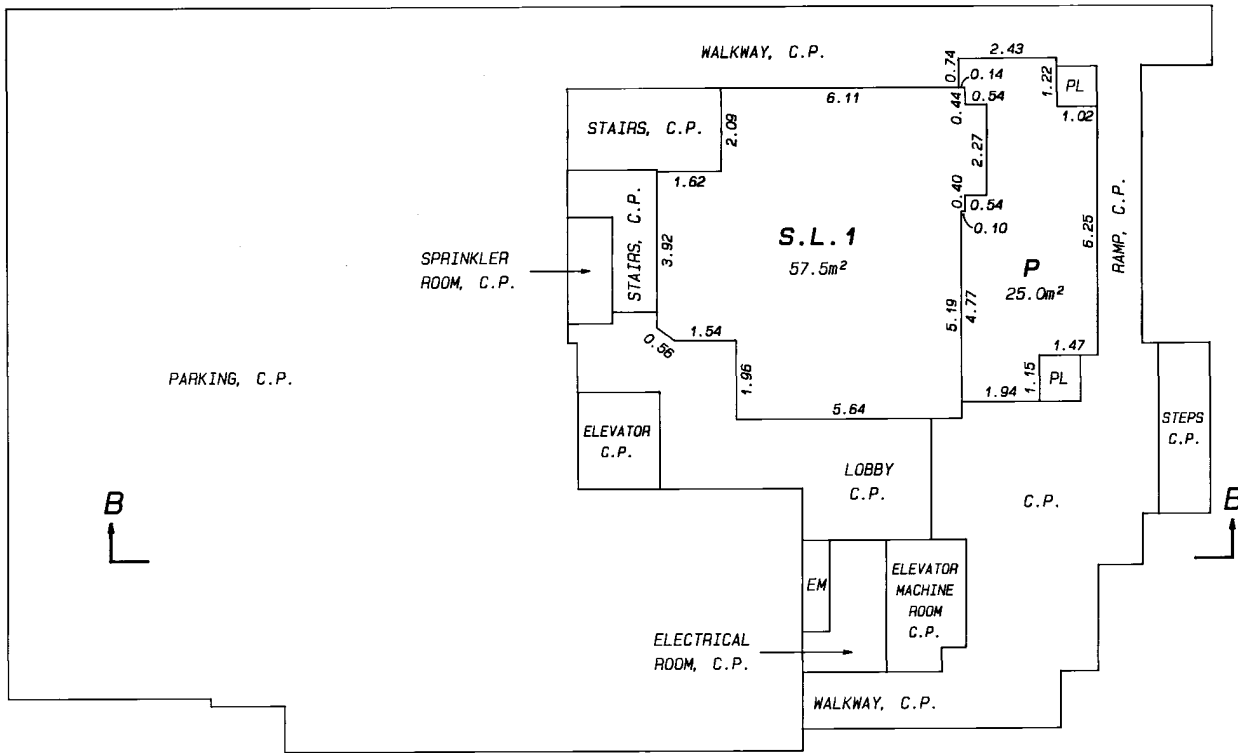 WALKWAY, C.P.
2.43
0.74
0.14
1.22
PL
0.54
0.44
1.02
6.11
STAIRS, C.P.
2.09
2.27
1.62
STAIRS, C.P.
3.92
0.40
0.54
0.10
S.L.1
57.5m²
P
25.0m²
6.25
RAMP, C.P.
SPRINKLER
ROOM, C.P.
5.19
4.77
1.54
0.56
1.96
1.47
1.15
PL
1.94
5.64
PARKING, C.P.
ELEVATOR
C.P.
STEPS
C.P.
LOBBY
C.P.
C.P.
B
B
EM
ELEVATOR
MACHINE
ROOM
C.P.
ELECTRICAL
ROOM, C.P.
WALKWAY, C.P.